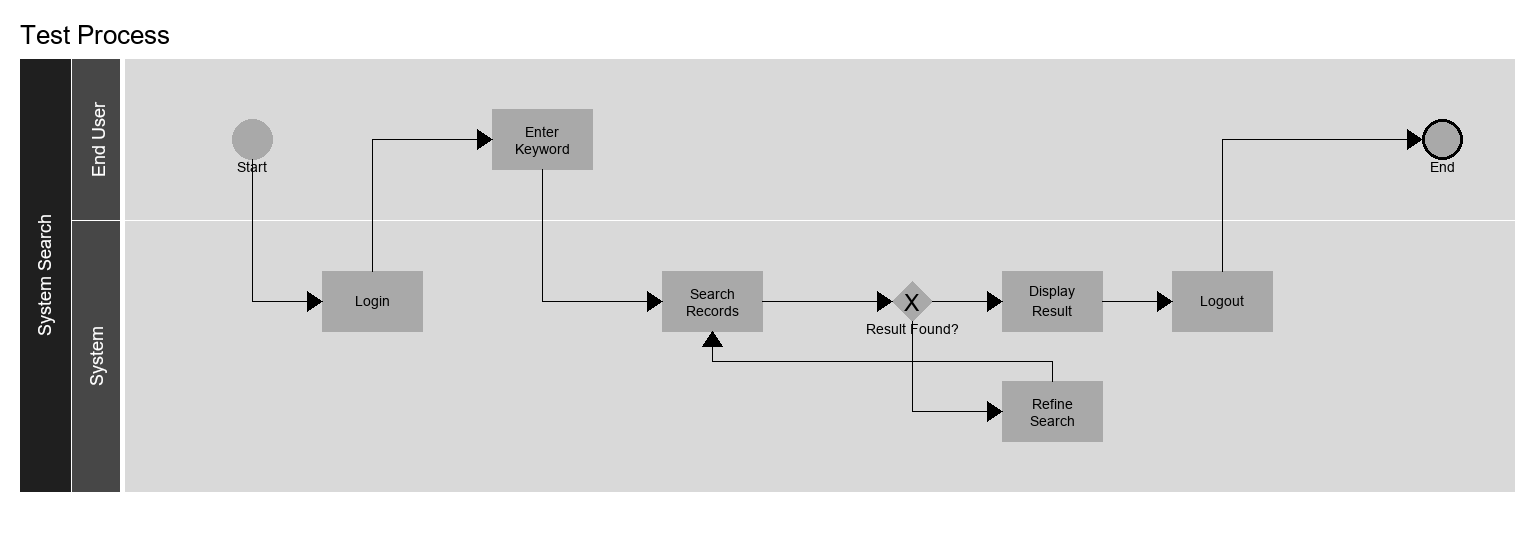 Test Process
System Search
End User
System
Start
Enter
Keyword
End
Login
Search
Records
X
Result Found?
Display
Result
Logout
Refine
Search